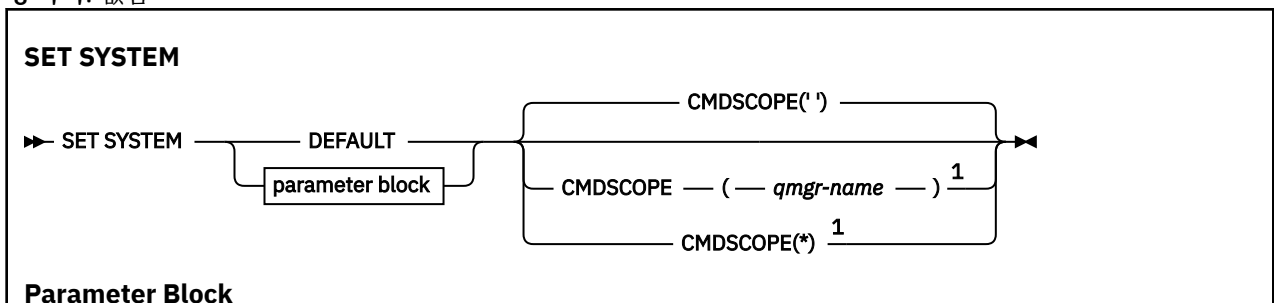 SET SYSTEM
CMDSCOPE(' ')
SET SYSTEM DEFAULT
parameter block
CMDSCOPE ( qmgr-name ) 1
CMDSCOPE(*) 1
Parameter Block